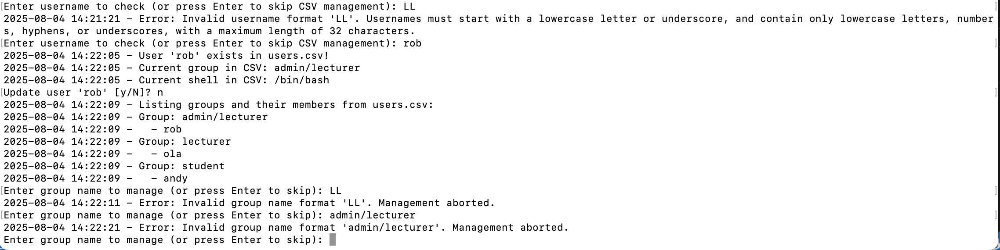 [Enter username to check (or press Enter to skip CSV management): LL ]
2025-08-04 14:21:21 - Error: Invalid username format 'LL'. Usernames must start with a lowercase letter or underscore, and contain only lowercase letters, number
s, hyphens, or underscores, with a maximum length of 32 characters.
[Enter username to check (or press Enter to skip CSV management): rob ]
2025-08-04 14:22:05 - User 'rob' exists in users.csv!
2025-08-04 14:22:05 - Current group in CSV: admin/lecturer
2025-08-04 14:22:05 - Current shell in CSV: /bin/bash
[Update user 'rob' [y/N]? n ]
2025-08-04 14:22:09 - Listing groups and their members from users.csv:
2025-08-04 14:22:09 - Group: admin/lecturer
2025-08-04 14:22:09 -   - rob
2025-08-04 14:22:09 - Group: lecturer
2025-08-04 14:22:09 -   - ola
2025-08-04 14:22:09 - Group: student
2025-08-04 14:22:09 -   - andy
[Enter group name to manage (or press Enter to skip): LL ]
2025-08-04 14:22:11 - Error: Invalid group name format 'LL'. Management aborted.
[Enter group name to manage (or press Enter to skip): admin/lecturer ]
2025-08-04 14:22:21 - Error: Invalid group name format 'admin/lecturer'. Management aborted.
Enter group name to manage (or press Enter to skip):